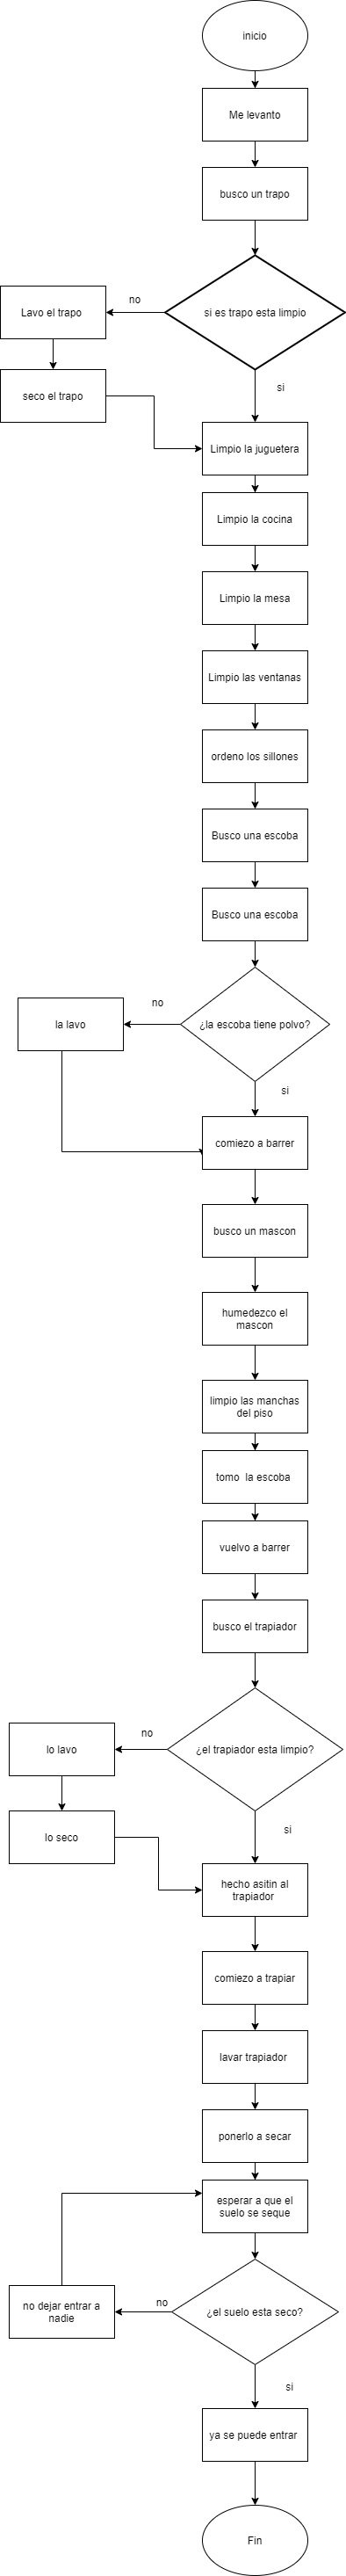 inicio
Me levanto
busco un trapo
si es trapo esta limpio
no
Lavo el trapo
si
seco el trapo
Limpio la juguetera
Limpio la cocina
Limpio la mesa
Limpio las ventanas
ordeno los sillones
Busco una escoba
Busco una escoba
¿la escoba tiene polvo?
no
la lavo
si
comiezo a barrer
busco un mascon
humedezco el
mascon
limpio las manchas
del piso
tomo la escoba
vuelvo a barrer
busco el trapiador
¿el trapiador esta limpio?
no
lo lavo
si
lo seco
hecho asitin al
trapiador
comiezo a trapiar
lavar trapiador
ponerlo a secar
esperar a que el
suelo se seque
¿el suelo esta seco?
no
no dejar entrar a
nadie
si
ya se puede entrar
Fin